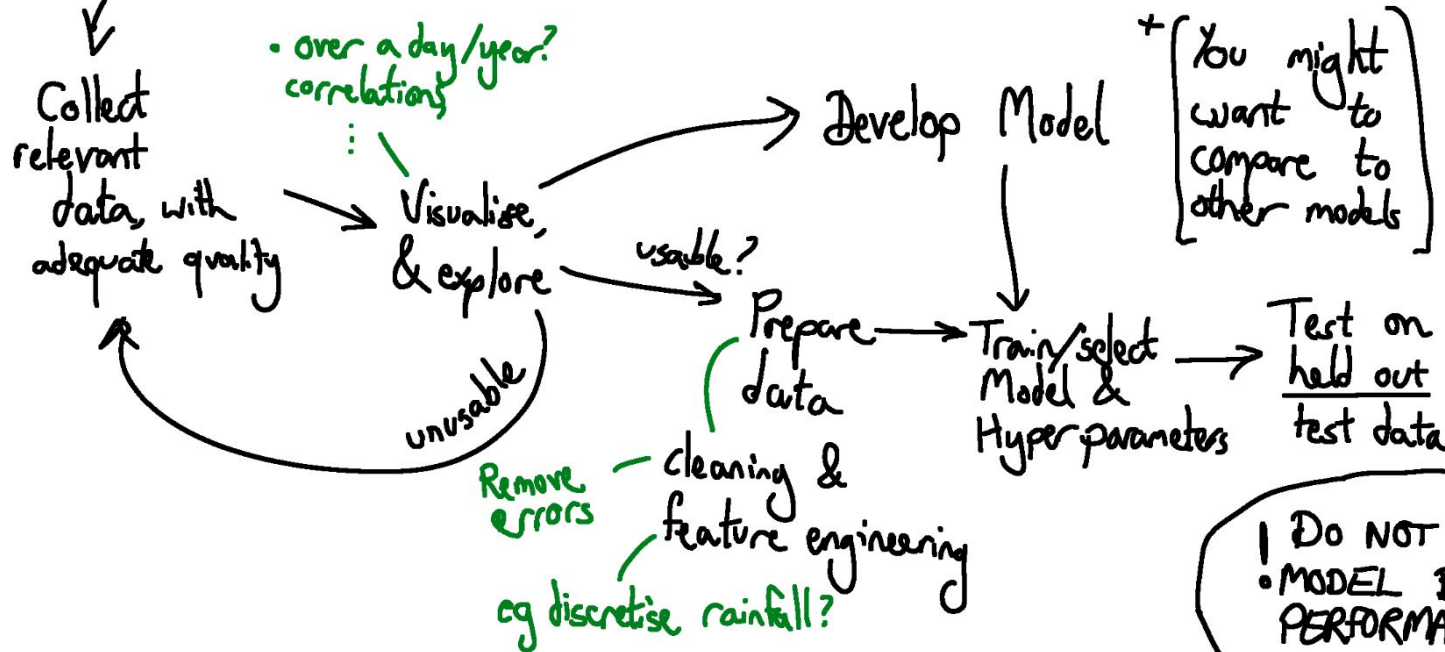 Collect
relevant
data, with
adequate quality
• over a day/year?
correlations
Visualise,
& explore
unusable
usable?
Develop Model
+ [You might
want to
compare to
other models]
Prepare
data
cleaning &
feature engineering
Remove
errors
eg discretise rainfall?
Train/select
Model &
Hyperparameters
Test on
held out
test data
! DO NOT
MODEL
PERFORMA